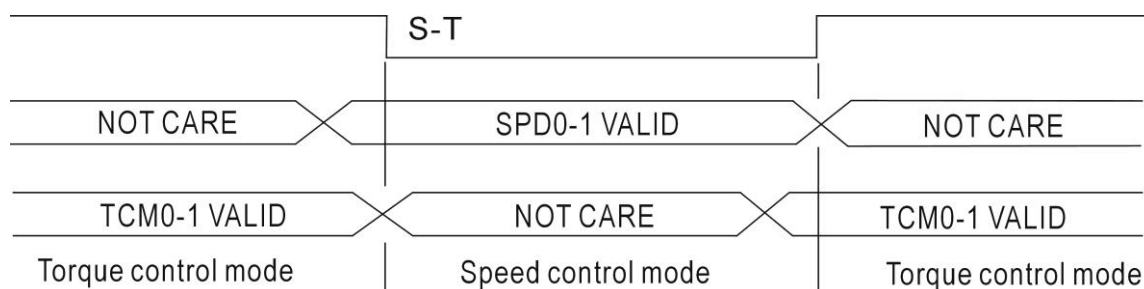 S-T
NOT CARE SPD0-1 VALID NOT CARE
TCM0-1 VALID NOT CARE TCM0-1 VALID
Torque control mode Speed control mode Torque control mode